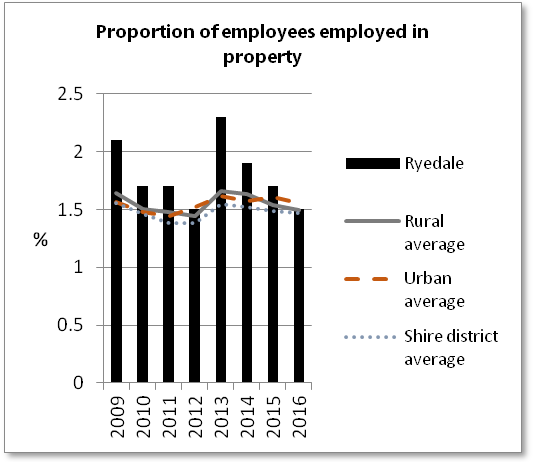 Proportion of employees employed in
property
2.5
2
1.5
1
0.5
0
%
2009
2010
2011
2012
2013
2014
2015
2016
Ryedale
Rural
average
Urban
average
Shire district
average